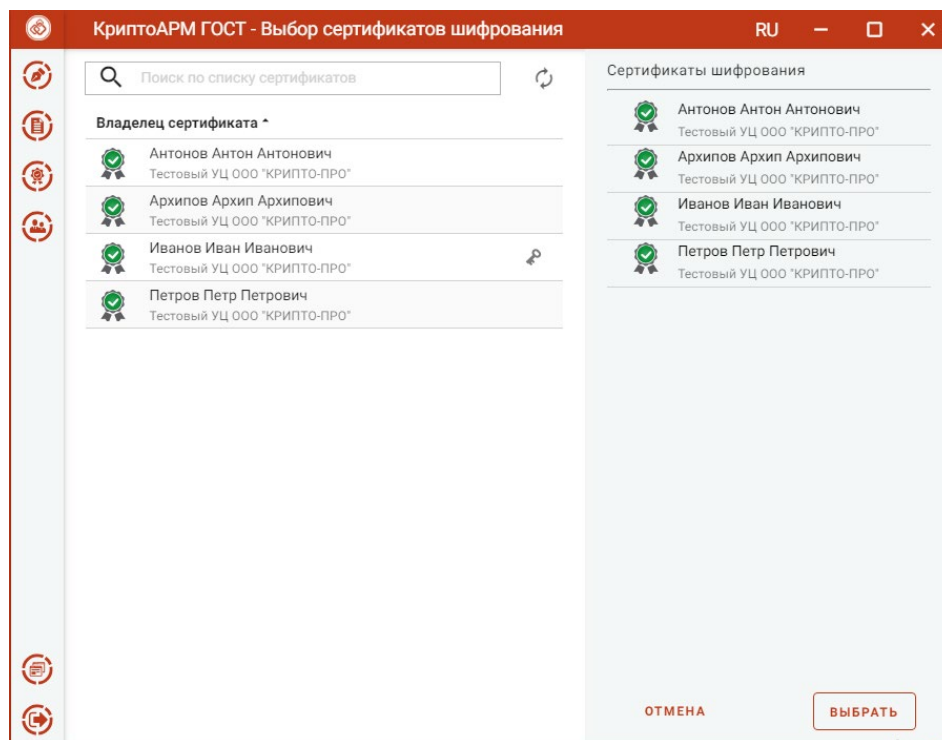 КриптоАРМ ГОСТ - Выбор сертификатов шифрования
RU
Поиск по списку сертификатов
Владелец сертификата
Антонов Антон Антонович
Тестовый УЦ ООО "КРИПТО-ПРО"
Архипов Архип Архипович
Тестовый УЦ ООО "КРИПТО-ПРО"
Иванов Иван Иванович
Тестовый УЦ ООО "КРИПТО-ПРО"
Петров Петр Петрович
Тестовый УЦ ООО "КРИПТО-ПРО"
Сертификаты шифрования
Антонов Антон Антонович
Тестовый УЦ ООО "КРИПТО-ПРО"
Архипов Архип Архипович
Тестовый УЦ ООО "КРИПТО-ПРО"
Иванов Иван Иванович
Тестовый УЦ ООО "КРИПТО-ПРО"
Петров Петр Петрович
Тестовый УЦ ООО "КРИПТО-ПРО"
ОТМЕНА
ВЫБРАТЬ